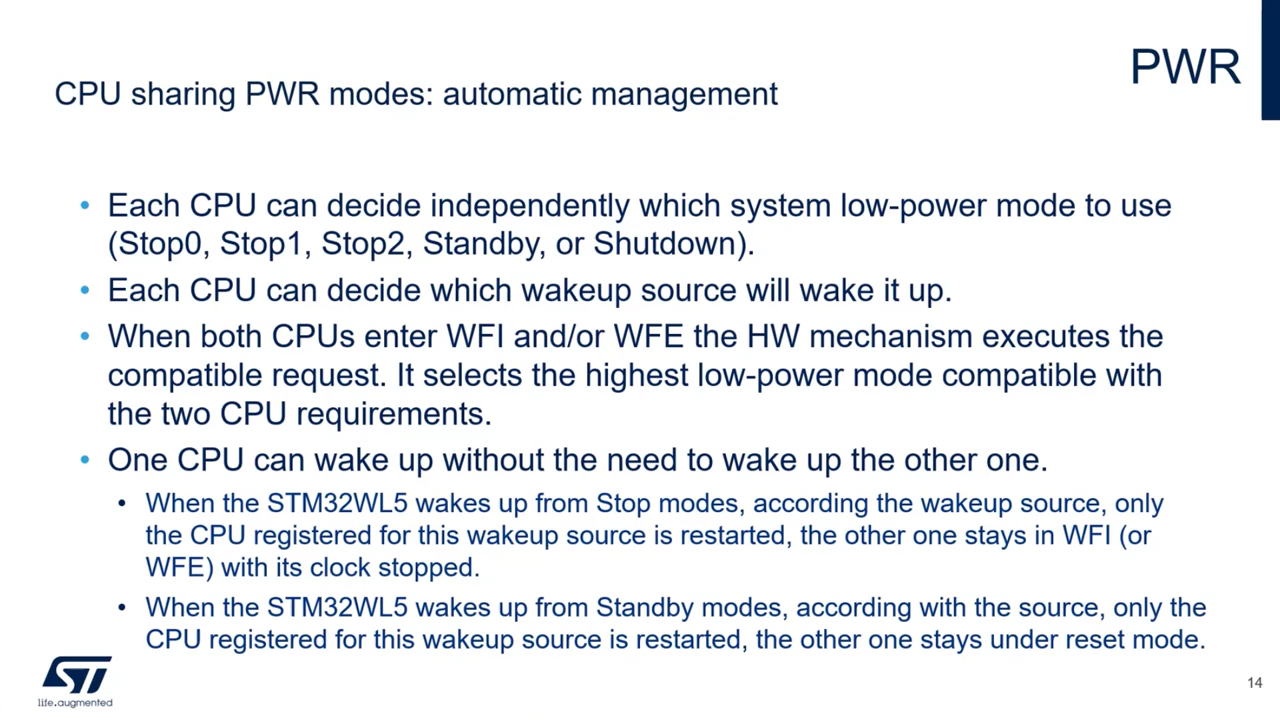 PWR
CPU sharing PWR modes: automatic management
• Each CPU can decide independently which system low-power mode to use
(Stop0, Stop1, Stop2, Standby, or Shutdown).
• Each CPU can decide which wakeup source will wake it up.
• When both CPUs enter WFI and/or WFE the HW mechanism executes the
compatible request. It selects the highest low-power mode compatible with
the two CPU requirements.
• One CPU can wake up without the need to wake up the other one.
• When the STM32WL5 wakes up from Stop modes, according the wakeup source, only
the CPU registered for this wakeup source is restarted, the other one stays in WFI (or
WFE) with its clock stopped.
• When the STM32WL5 wakes up from Standby modes, according with the source, only the
CPU registered for this wakeup source is restarted, the other one stays under reset mode.
ST
life.augmented
14